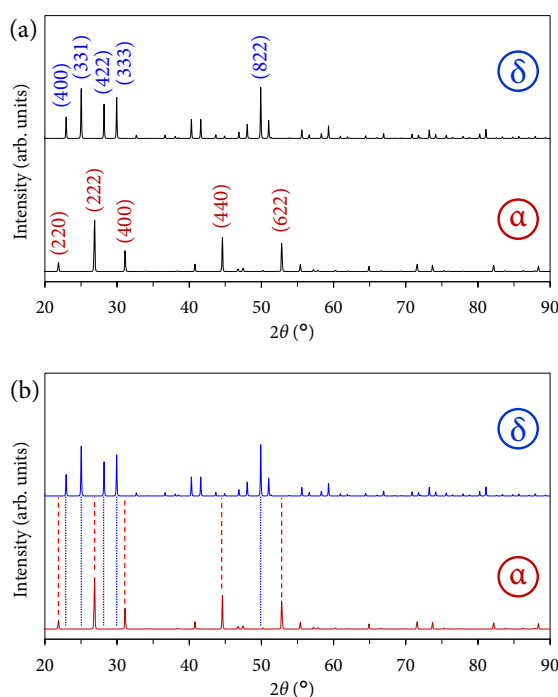 (a)
(400)
(331)
(422)
(333)
(822)
δ
Intensity (arb. units)
(220)
(222)
(400)
(440)
(622)
α
20 30 40 50 60 70 80 90
2θ (°)
(b)
δ
Intensity (arb. units)
α
20 30 40 50 60 70 80 90
2θ (°)